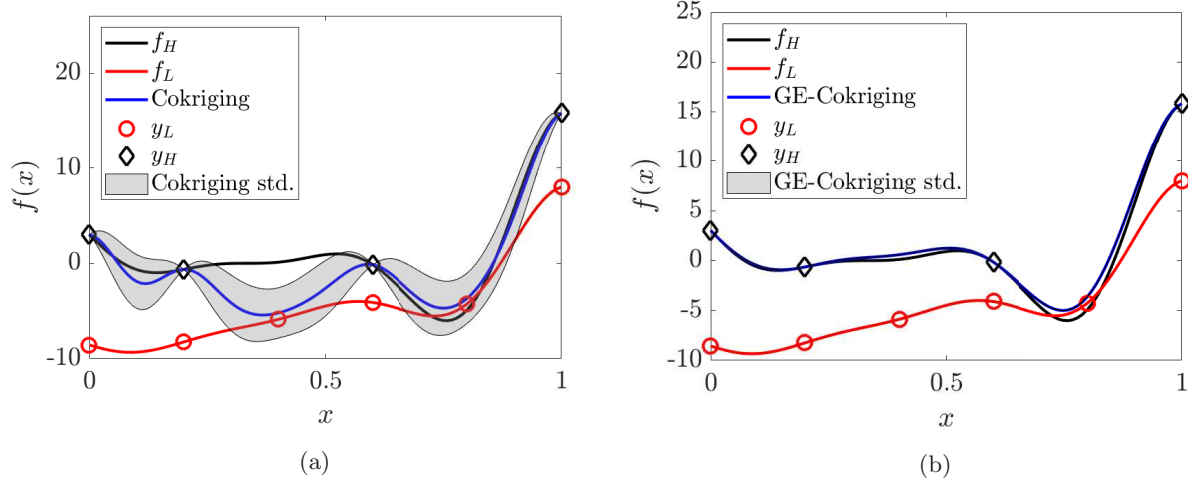 f_H
f_L
Cokriging
y_L
y_H
Cokriging std.
20
10
0
-10
f(x)
0
0.5
1
x
(a)
f_H
f_L
GE-Cokriging
y_L
y_H
GE-Cokriging std.
25
20
15
10
5
0
-5
-10
f(x)
0
0.5
1
x
(b)